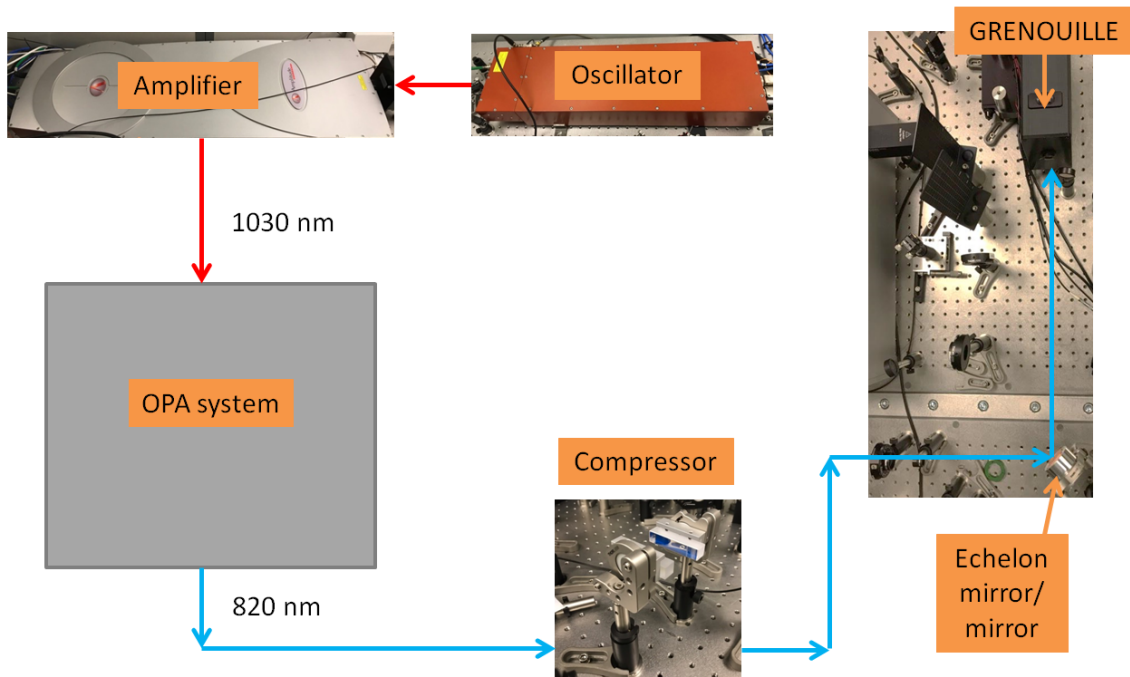 GRENOUILLE
Amplifier
Oscillator
1030 nm
OPA system
Compressor
820 nm
Echelon
mirror/
mirror